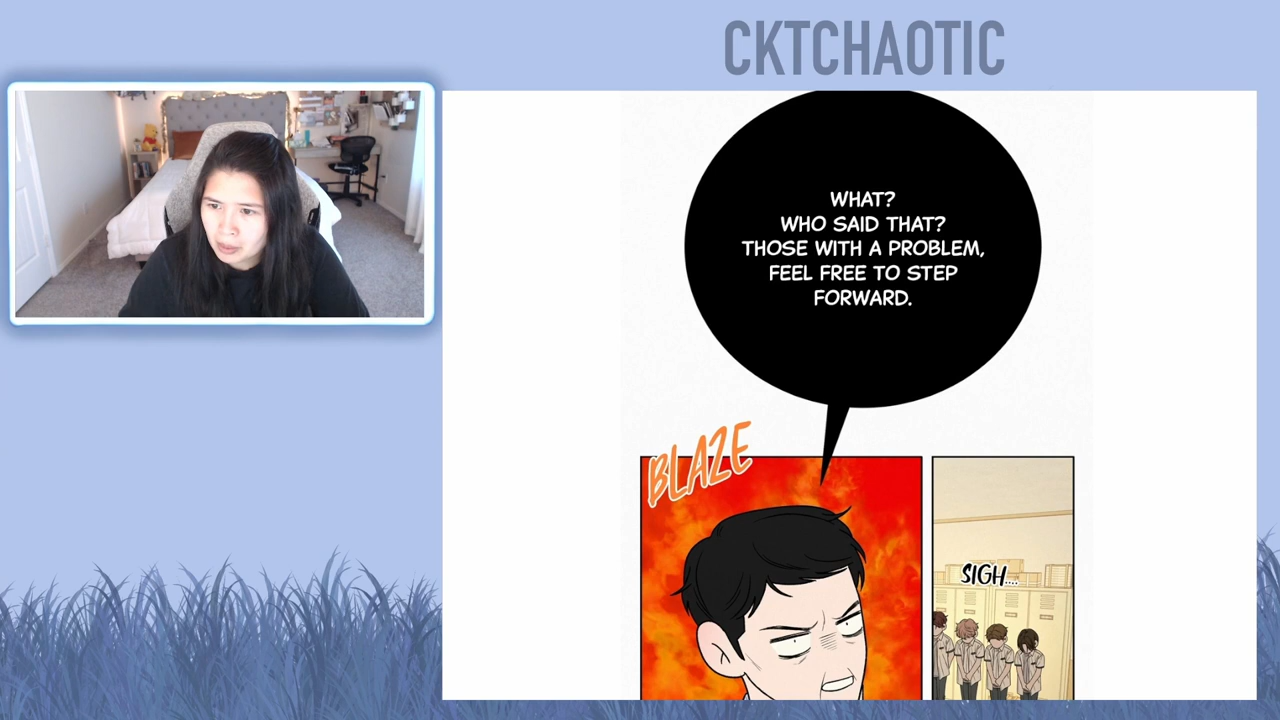 CKTCHAOTIC
WHAT?
WHO SAID THAT?
THOSE WITH A PROBLEM,
FEEL FREE TO STEP
FORWARD.
BLAZE
SIGH....